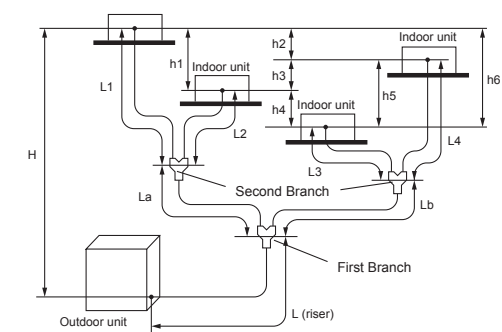 h2
Indoor unit
h1
h6
Indoor unit
h3
L1
h5
h4
Indoor unit
L2
L4
H
L3
Second Branch
La
Lb
First Branch
L (riser)
Outdoor unit